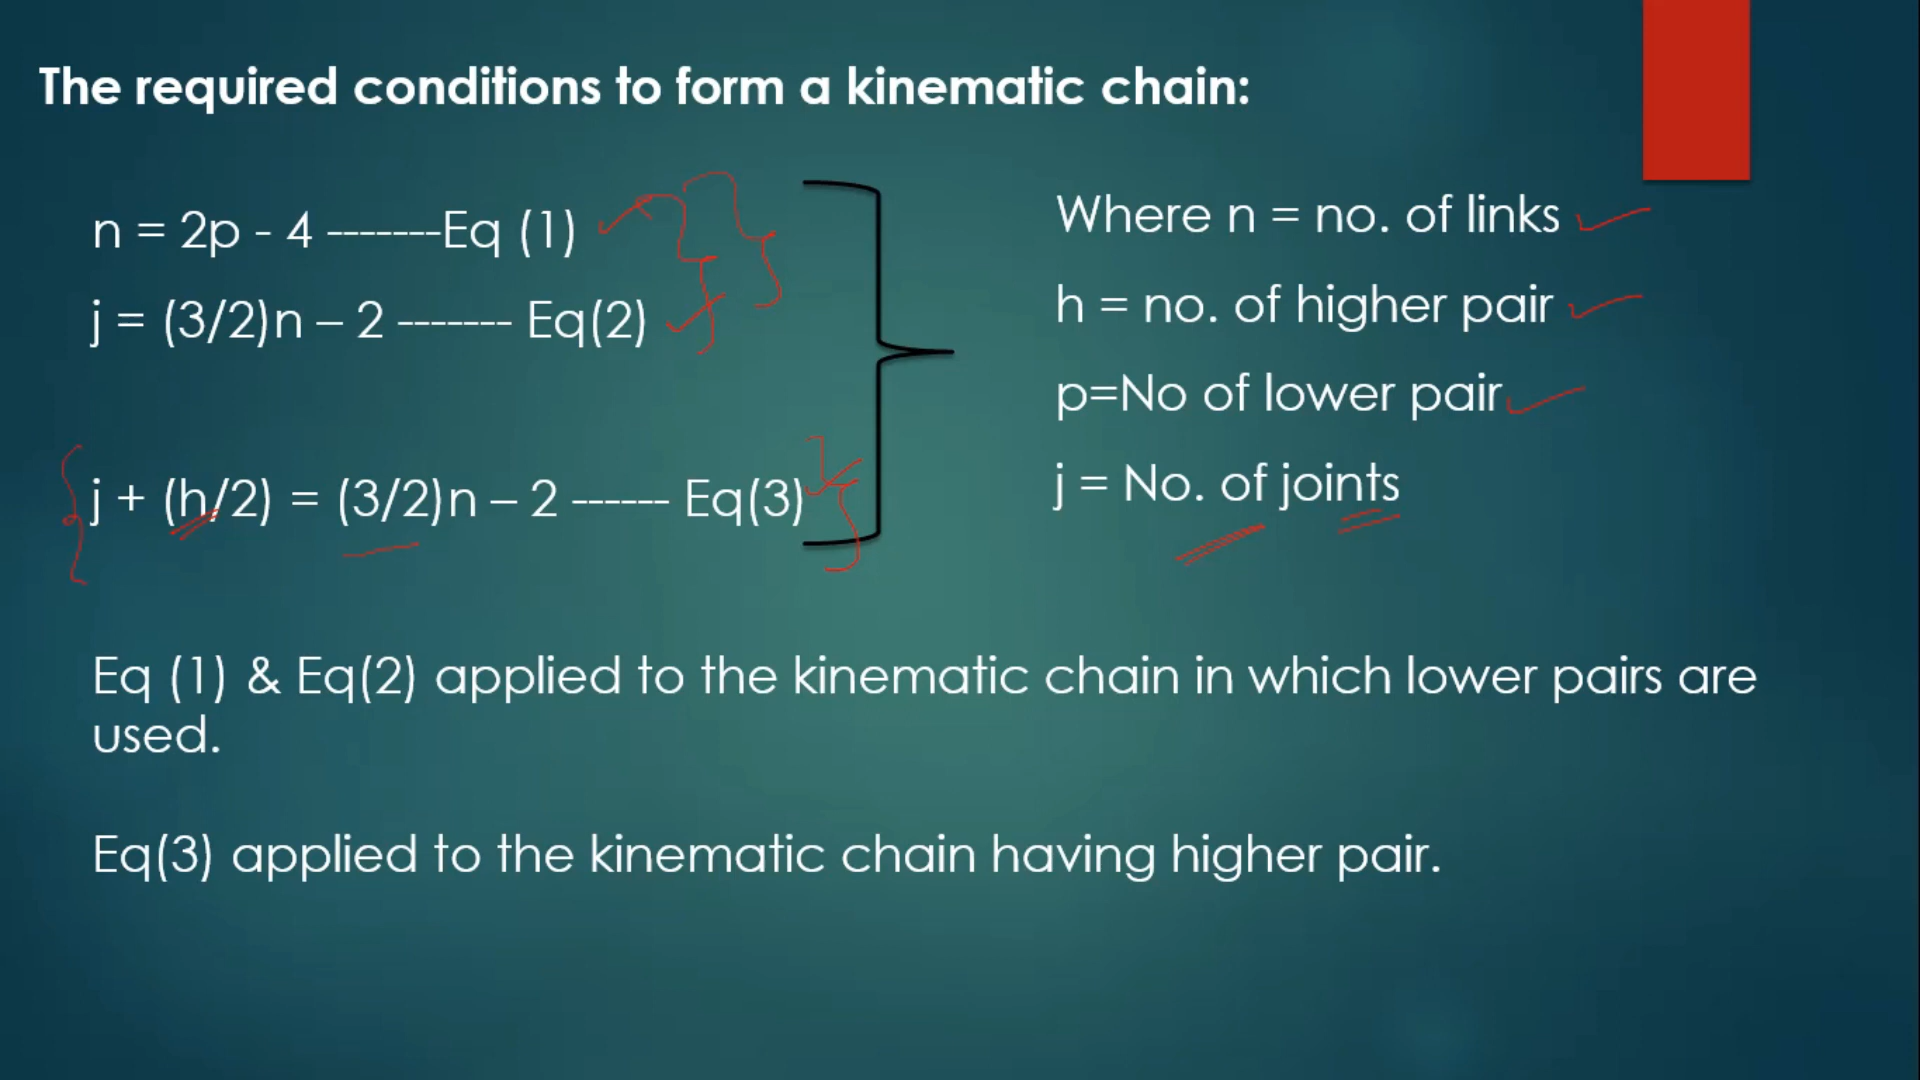 The required conditions to form a kinematic chain:
n = 2p - 4 -------Eq (1)
j = (3/2)n – 2 ------- Eq(2)
j + (h/2) = (3/2)n – 2 ------ Eq(3)
Where n = no. of links
h = no. of higher pair
p=No of lower pair
j = No. of joints
Eq (1) & Eq(2) applied to the kinematic chain in which lower pairs are
used.
Eq(3) applied to the kinematic chain having higher pair.